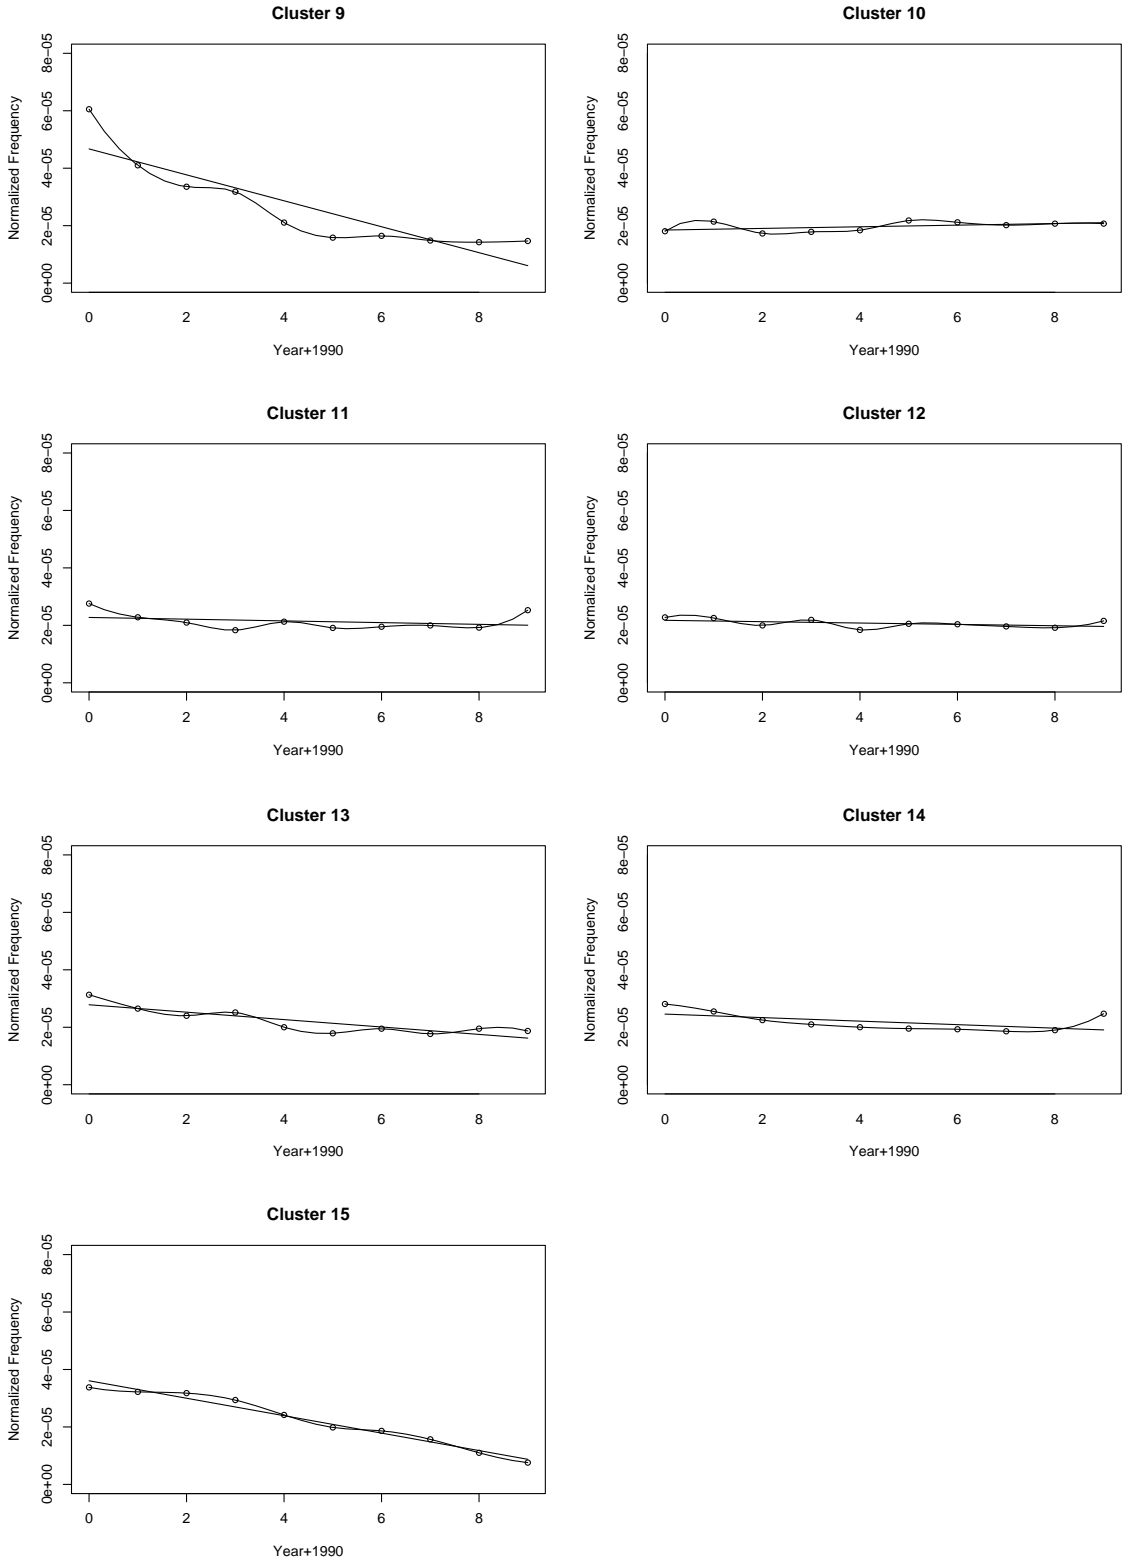 Cluster 9
Normalized Frequency
0e+00 2e−05 4e−05 6e−05 8e−05
0 2 4 6 8
Year+1990
Cluster 10
Normalized Frequency
0e+00 2e−05 4e−05 6e−05 8e−05
0 2 4 6 8
Year+1990
Cluster 11
Normalized Frequency
0e+00 2e−05 4e−05 6e−05 8e−05
0 2 4 6 8
Year+1990
Cluster 12
Normalized Frequency
0e+00 2e−05 4e−05 6e−05 8e−05
0 2 4 6 8
Year+1990
Cluster 13
Normalized Frequency
0e+00 2e−05 4e−05 6e−05 8e−05
0 2 4 6 8
Year+1990
Cluster 14
Normalized Frequency
0e+00 2e−05 4e−05 6e−05 8e−05
0 2 4 6 8
Year+1990
Cluster 15
Normalized Frequency
0e+00 2e−05 4e−05 6e−05 8e−05
0 2 4 6 8
Year+1990